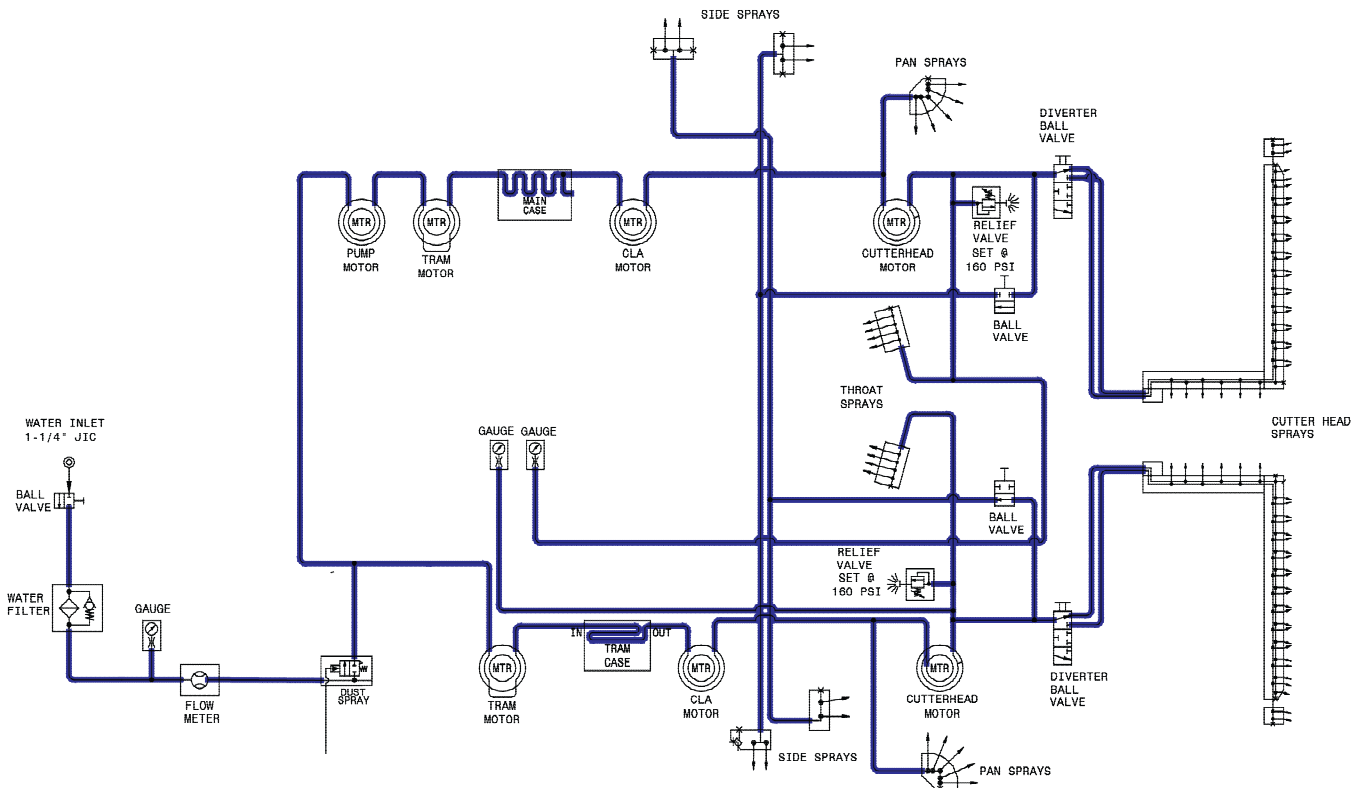 SIDE SPRAYS
PAN SPRAYS
DIVERTER
BALL
VALVE
MAIN
CASE
MTR
PUMP
MOTOR
MTR
TRAM
MOTOR
MTR
CLA
MOTOR
MTR
CUTTERHEAD
MOTOR
RELIEF
VALVE
SET @
160 PSI
BALL
VALVE
THROAT
SPRAYS
CUTTER HEAD
SPRAYS
WATER INLET
1-1/4" JIC
GAUGE
GAUGE
BALL
VALVE
BALL
VALVE
RELIEF
VALVE
SET @
160 PSI
WATER
FILTER
GAUGE
IN
OUT
TRAM
CASE
MTR
TRAM
MOTOR
MTR
CLA
MOTOR
MTR
CUTTERHEAD
MOTOR
DIVERTER
BALL
VALVE
FLOW
METER
DUST
SPRAY
SIDE SPRAYS
PAN SPRAYS